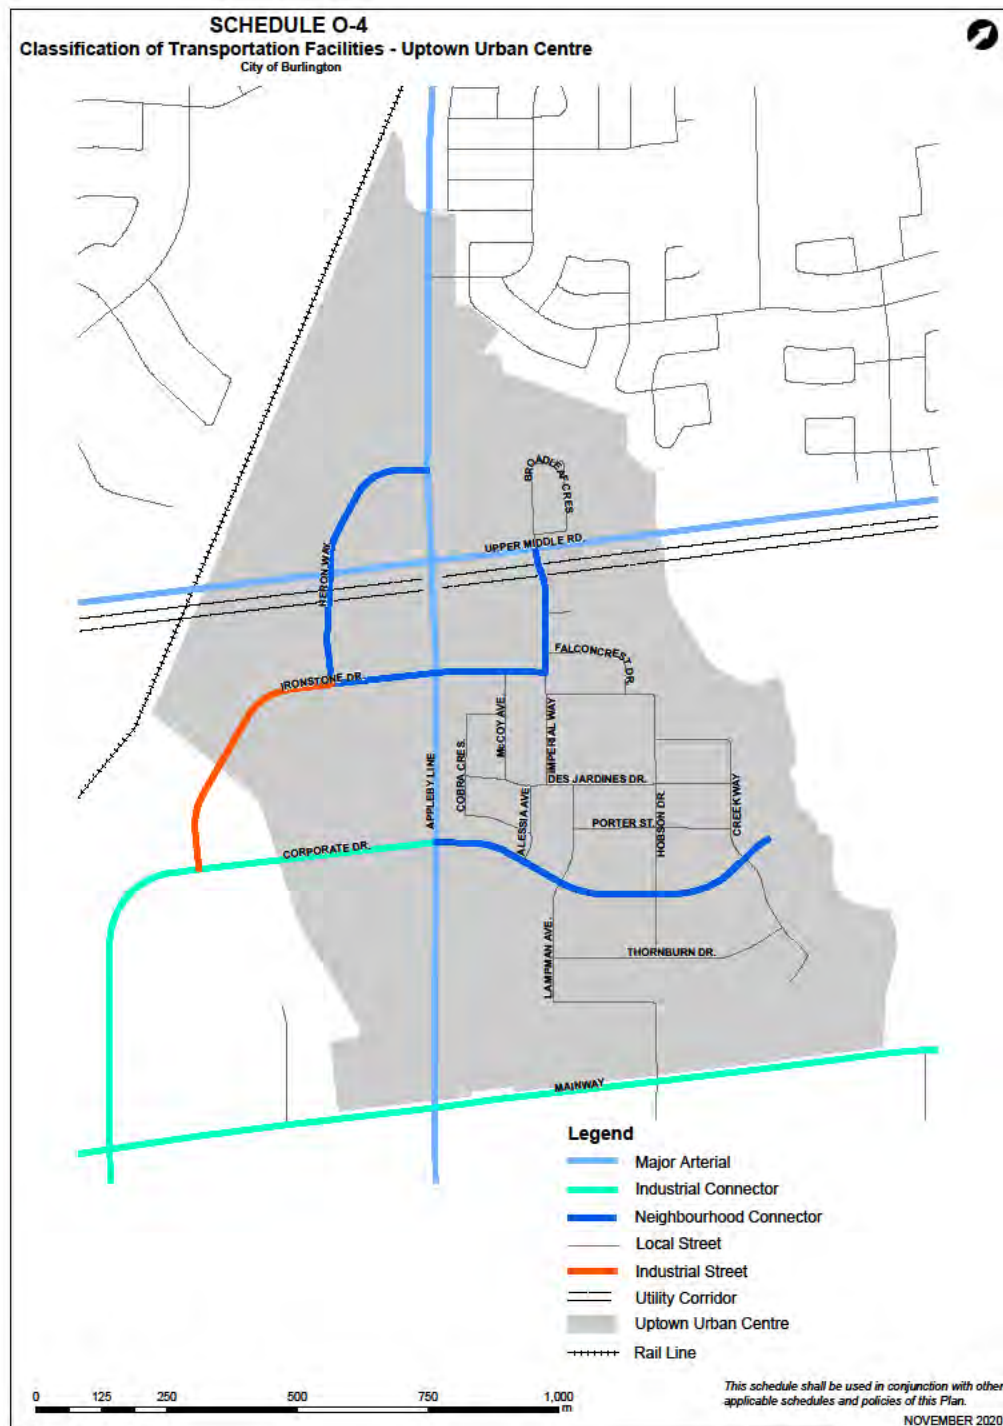 SCHEDULE O-4
Classification of Transportation Facilities - Uptown Urban Centre
City of Burlington
BROADLEAF CRES
UPPER MIDDLE RD.
HERON WAY
FALCONCREST DR.
IRONSTONE DR.
McCOY AVE.
IMPERIAL WAY
COBRA CRES.
APPLEBY LINE
DES JARDINES DR.
ALESSIA AVE
PORTER ST.
HOBSON DR.
CREEKWAY
CORPORATE DR.
LAMPMAN AVE.
THORNBURN DR.
MAINWAY
Legend
Major Arterial
Industrial Connector
Neighbourhood Connector
Local Street
Industrial Street
Utility Corridor
Uptown Urban Centre
Rail Line
0 125 250 500 750 1,000
m
This schedule shall be used in conjunction with other
applicable schedules and policies of this Plan.
NOVEMBER 2020